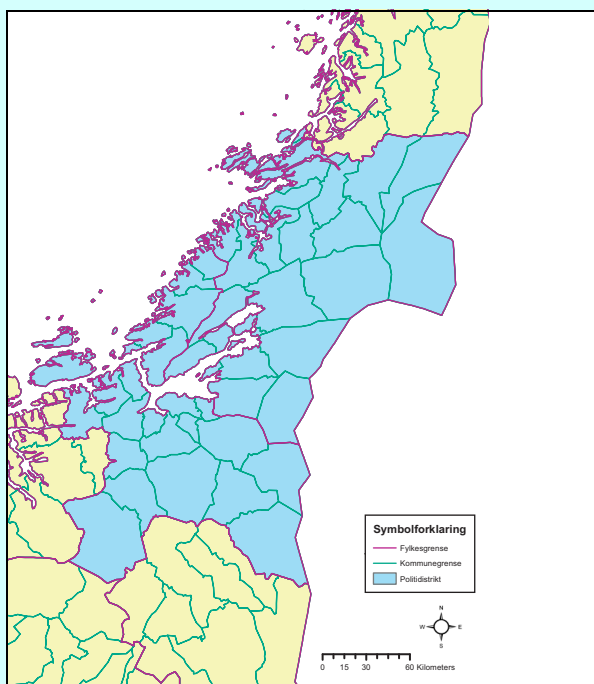 Symbolforklaring
Fylkesgrense
Kommunegrense
Politidistrikt
N
W E
S
0 15 30 60 Kilometers